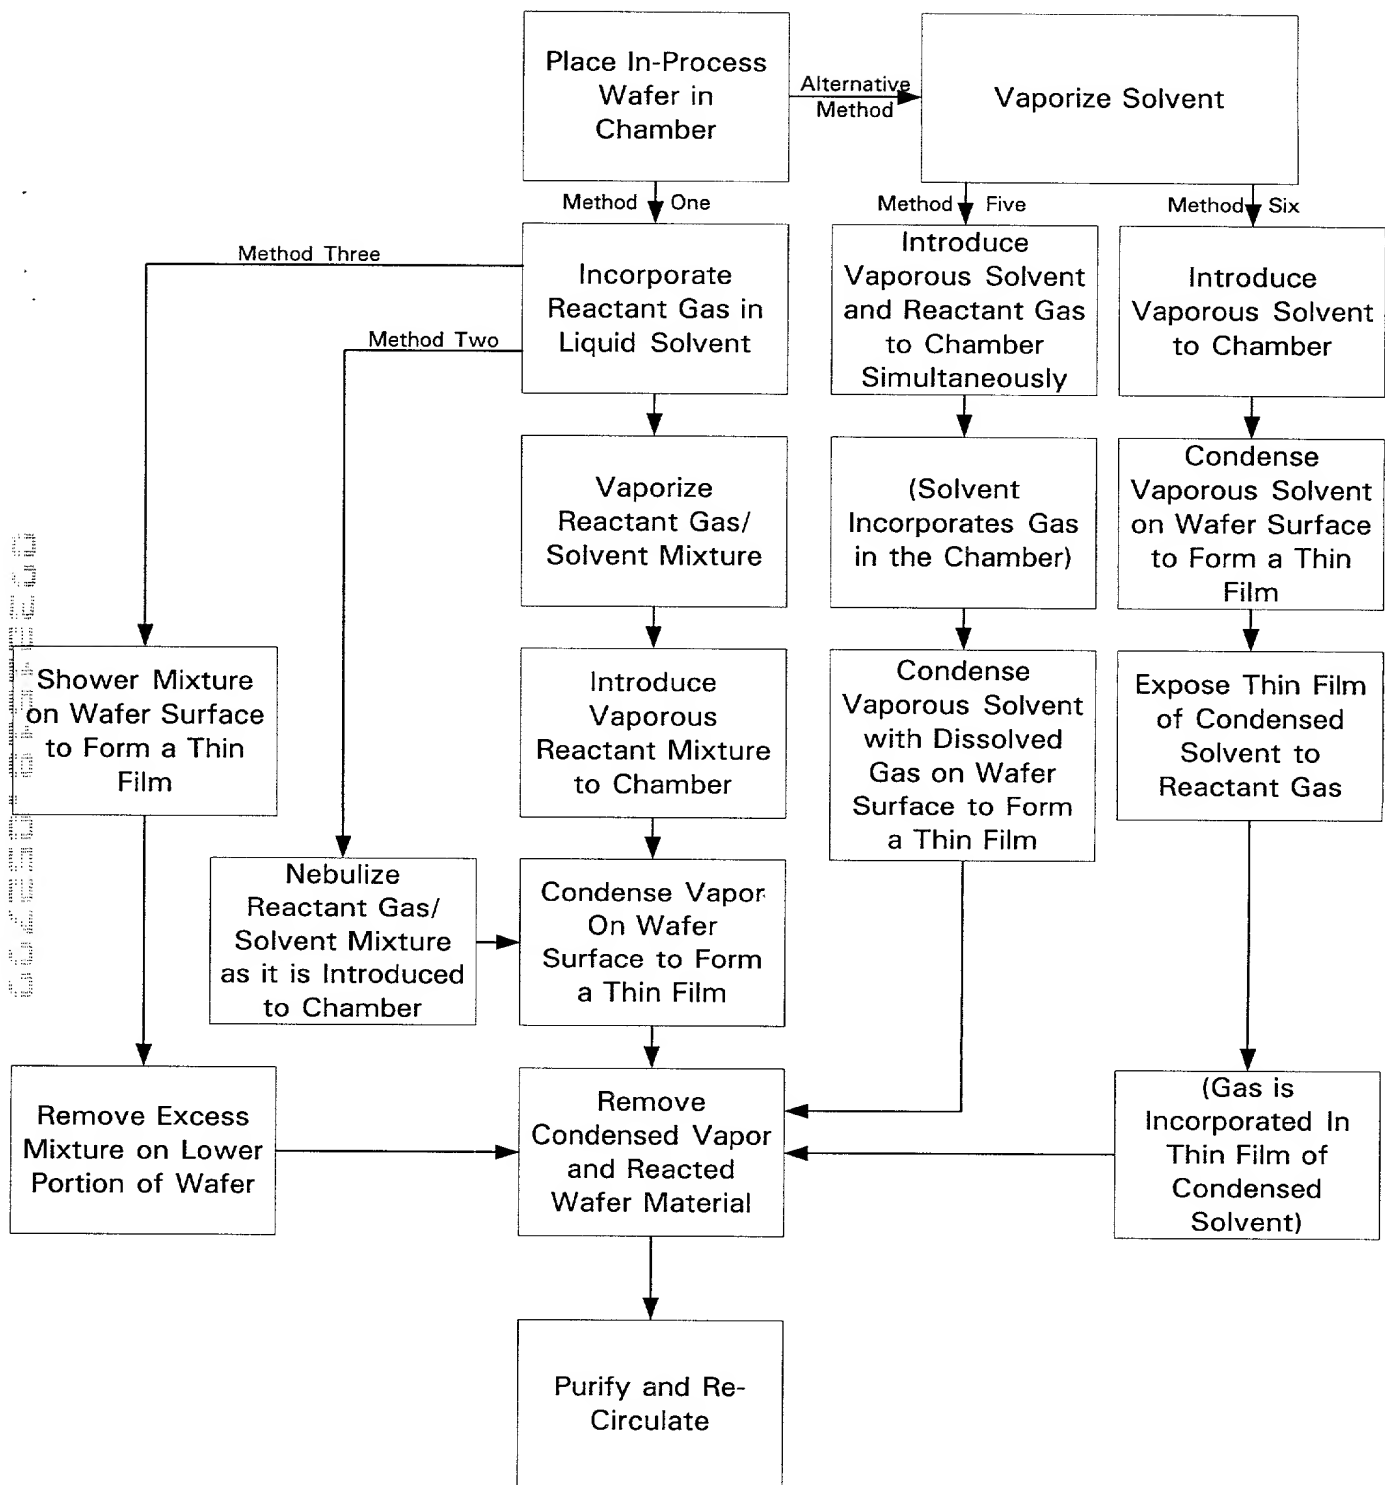 Place In-Process
Wafer in
Chamber
Alternative
Method
Vaporize Solvent
Method One
Method Five
Method Six
Method Three
Incorporate
Reactant Gas in
Liquid Solvent
Method Two
Introduce
Vaporous Solvent
and Reactant Gas
to Chamber
Simultaneously
Introduce
Vaporous Solvent
to Chamber
Vaporize
Reactant Gas/
Solvent Mixture
(Solvent
Incorporates Gas
in the Chamber)
Condense
Vaporous Solvent
on Wafer Surface
to Form a Thin
Film
Shower Mixture
on Wafer Surface
to Form a Thin
Film
Introduce
Vaporous
Reactant Mixture
to Chamber
Condense
Vaporous Solvent
with Dissolved
Gas on Wafer
Surface to Form
a Thin Film
Expose Thin Film
of Condensed
Solvent to
Reactant Gas
Nebulize
Reactant Gas/
Solvent Mixture
as it is Introduced
to Chamber
Condense Vapor
On Wafer
Surface to Form
a Thin Film
Remove Excess
Mixture on Lower
Portion of Wafer
Remove
Condensed Vapor
and Reacted
Wafer Material
(Gas is
Incorporated In
Thin Film of
Condensed
Solvent)
Purify and Re-
Circulate